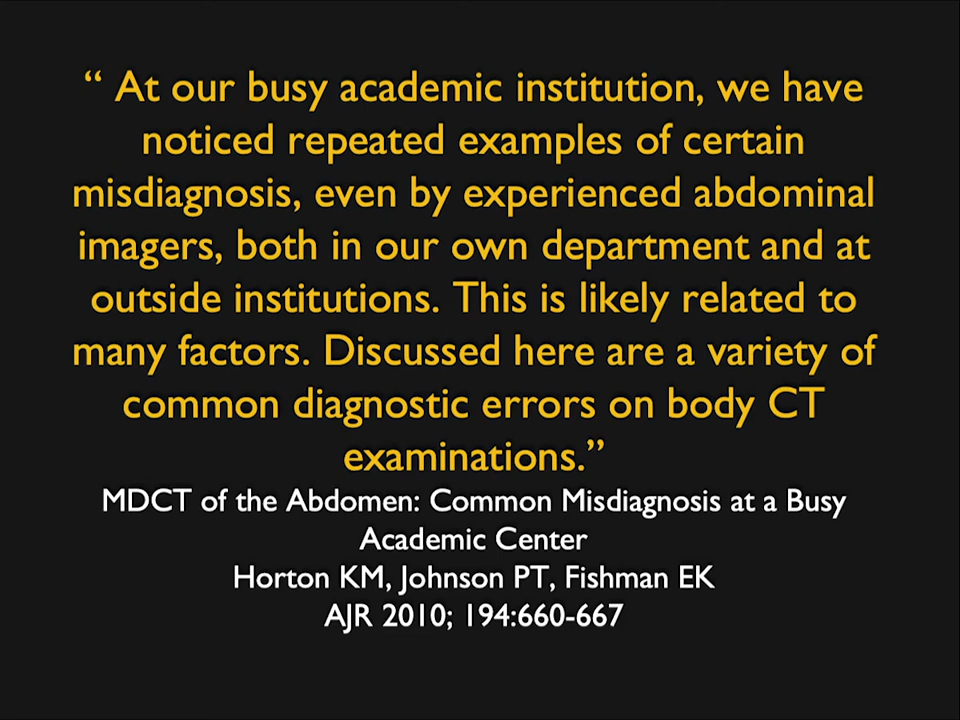 “ At our busy academic institution, we have
noticed repeated examples of certain
misdiagnosis, even by experienced abdominal
imagers, both in our own department and at
outside institutions. This is likely related to
many factors. Discussed here are a variety of
common diagnostic errors on body CT
examinations.”
MDCT of the Abdomen: Common Misdiagnosis at a Busy
Academic Center
Horton KM, Johnson PT, Fishman EK
AJR 2010; 194:660-667